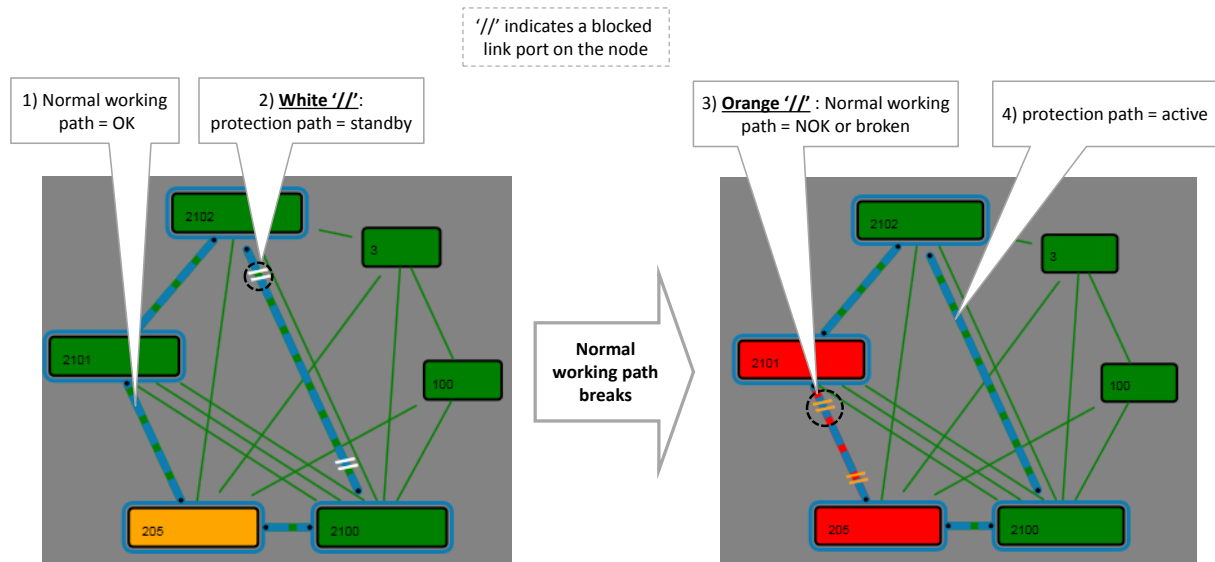 ‘//’ indicates a blocked
link port on the node
1) Normal working
path = OK
2) White ‘//’:
protection path = standby
3) Orange ‘//’ : Normal working
path = NOK or broken
4) protection path = active
2102
3
2101
100
205
2100
Normal
working path
breaks
2102
3
2101
100
205
2100